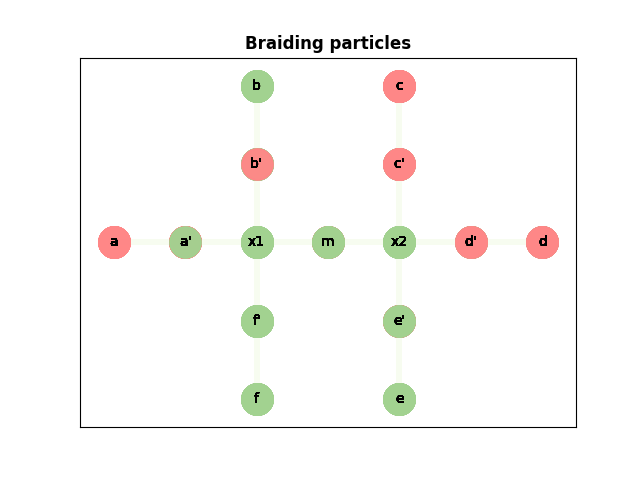 Braiding particles
b c
b' c'
a a' x1 m x2 d' d
f' e'
f e